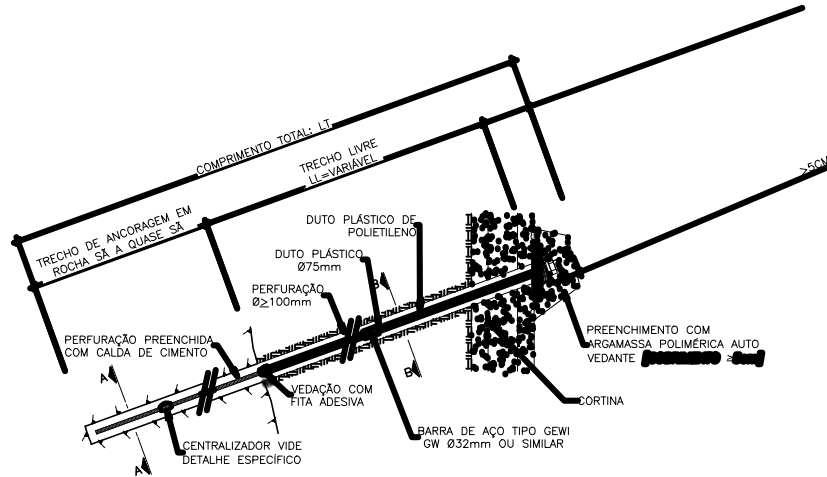 COMPRIMENTO TOTAL: LT
TRECHO LIVRE
LL=VARIÁVEL
>5CM
TRECHO DE ANCORAGEM EM
ROCHA SÃ A QUASE SÃ
DUTO PLÁSTICO DE
POLIETILENO
DUTO PLÁSTICO
Ø75mm
PERFURAÇÃO
Ø≥100mm
B
PERFURAÇÃO PREENCHIDA
COM CALDA DE CIMENTO
PREENCHIMENTO COM
ARGAMASSA POLIMÉRICA AUTO
VEDANTE
A
B
VEDAÇÃO COM
FITA ADESIVA
CORTINA
BARRA DE AÇO TIPO GEWI
GW Ø32mm OU SIMILAR
CENTRALIZADOR VIDE
DETALHE ESPECÍFICO
A